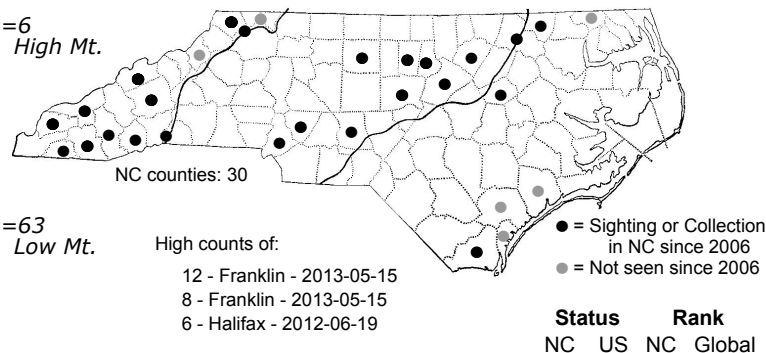 =6
High Mt.
NC counties: 30
=63
Low Mt.
High counts of:
12 - Franklin - 2013-05-15
8 - Franklin - 2013-05-15
6 - Halifax - 2012-06-19
● = Sighting or Collection
in NC since 2006
● = Not seen since 2006
Status Rank
NC US NC Global